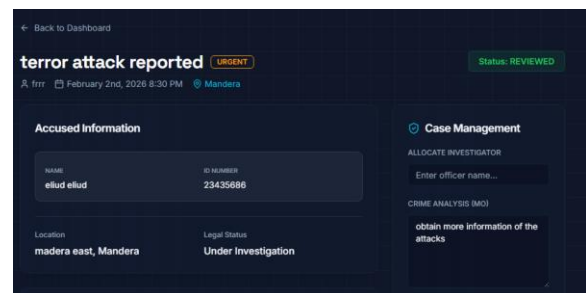 ← Back to Dashboard
terror attack reported URGENT
Status: REVIEWED
frrr February 2nd, 2026 8:30 PM Mandera
Accused Information
NAME
eliud eliud
ID NUMBER
23435686
Location
madera east, Mandera
Legal Status
Under Investigation
Case Management
ALLOCATE INVESTIGATOR
Enter officer name...
CRIME ANALYSIS (MO)
obtain more information of the
attacks